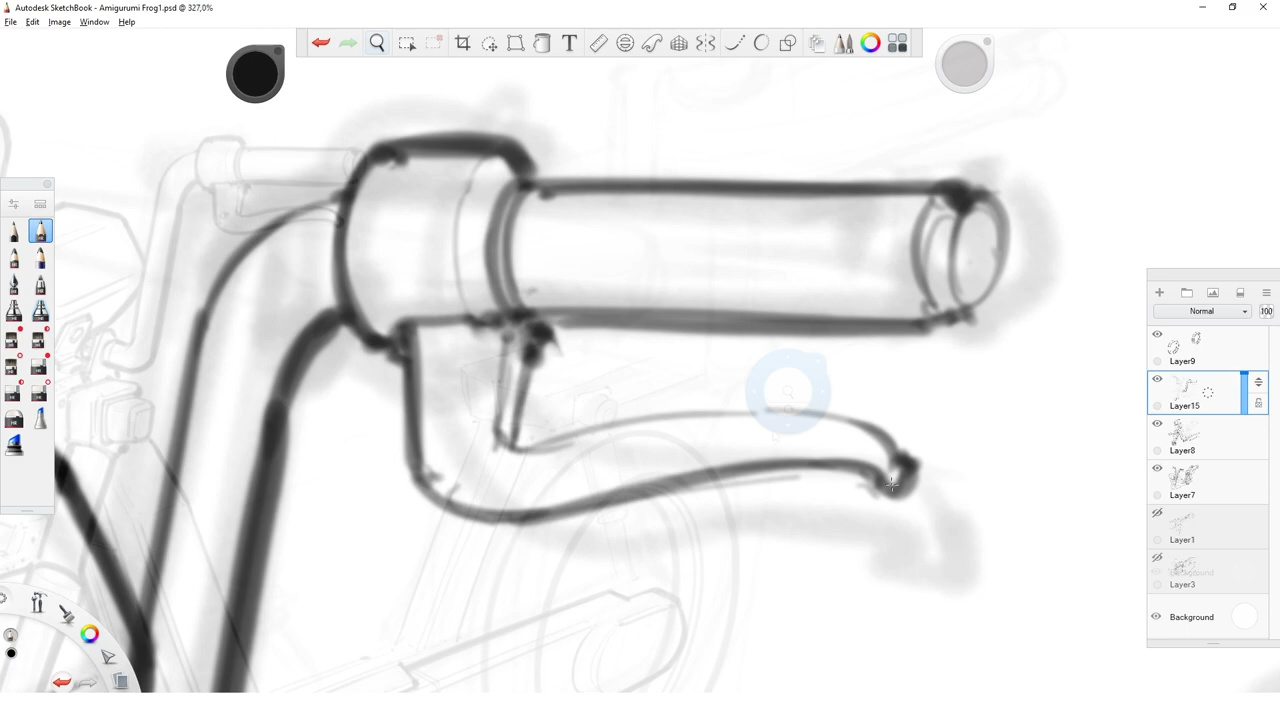 Autodesk SketchBook - Amigurumi Frog1.psd @ 327,0%
File Edit Image Window Help
Normal
100
Layer9
Layer15
Layer8
Layer7
Layer1
Layer3
Background